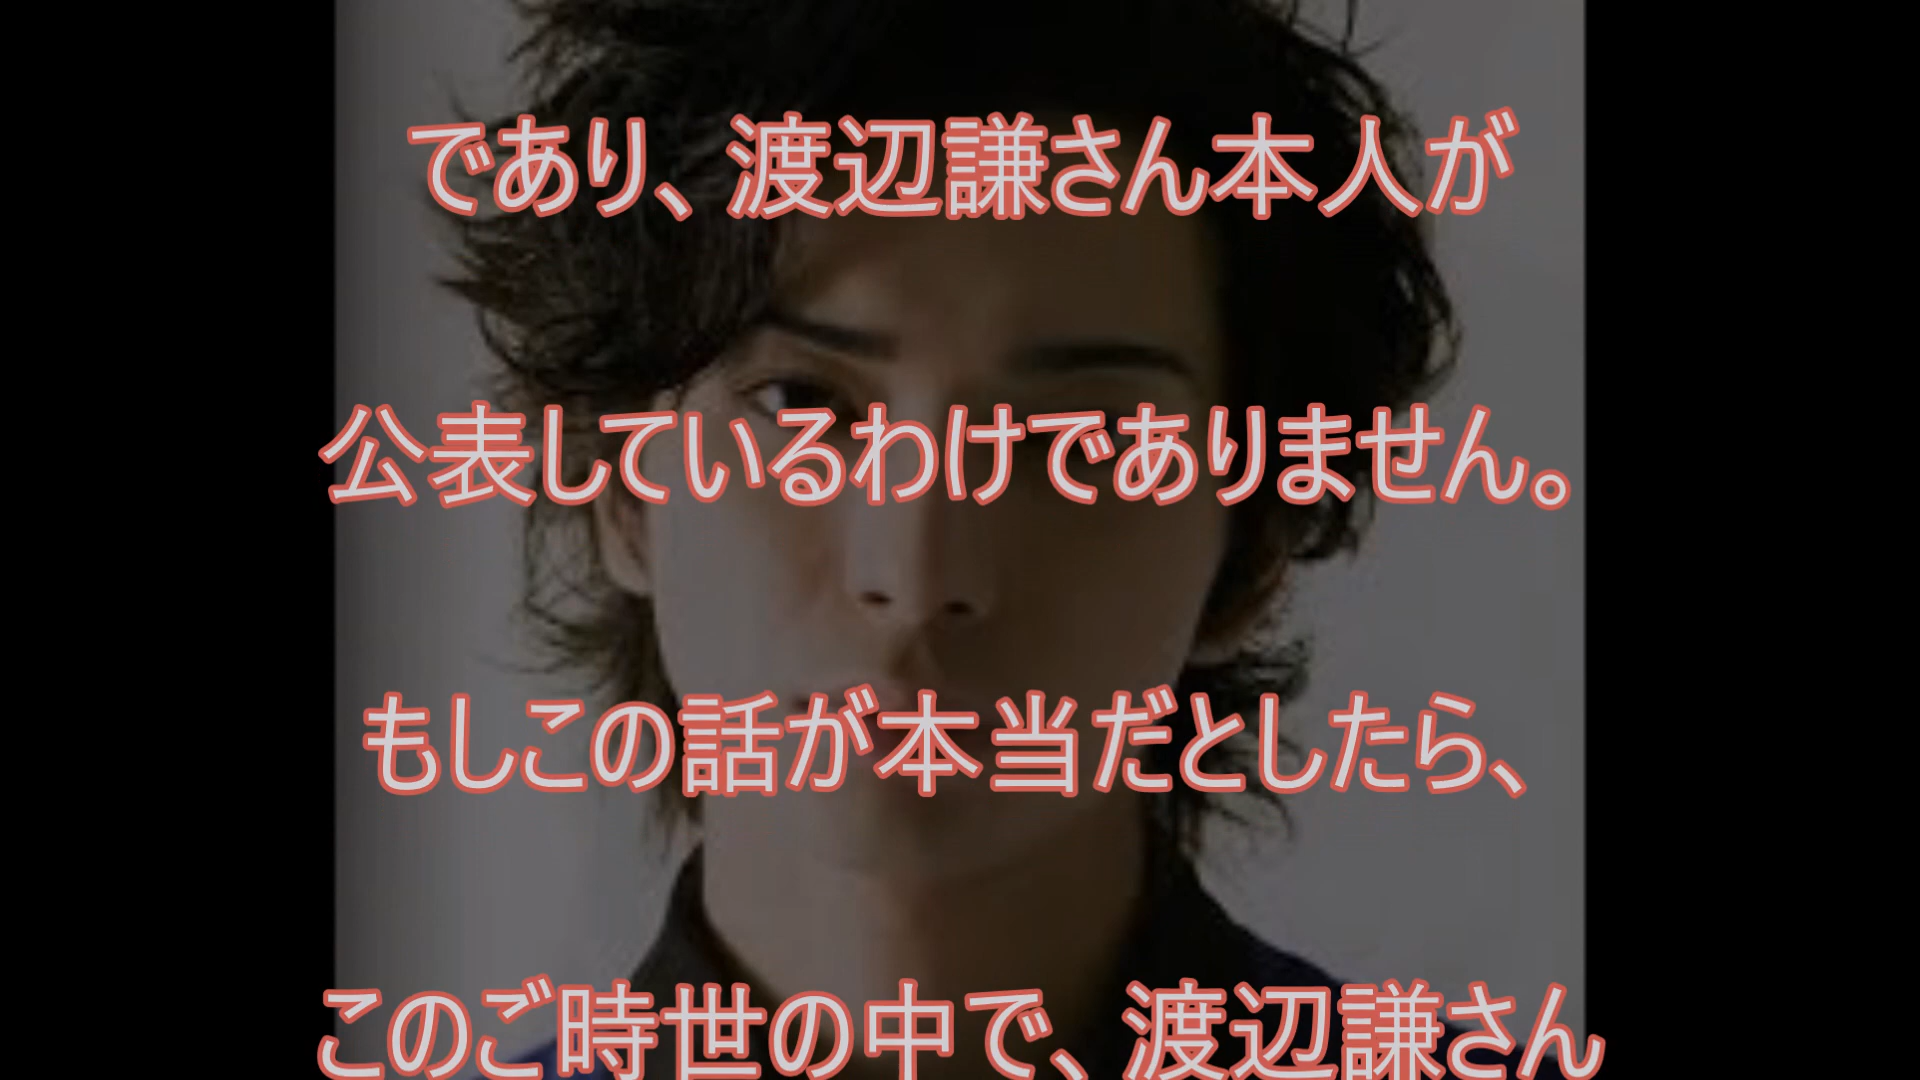 であり、渡辺謙さん本人が
公表しているわけでありません。
もしこの話が本当だとしたら、
このご時世の中で、渡辺謙さん